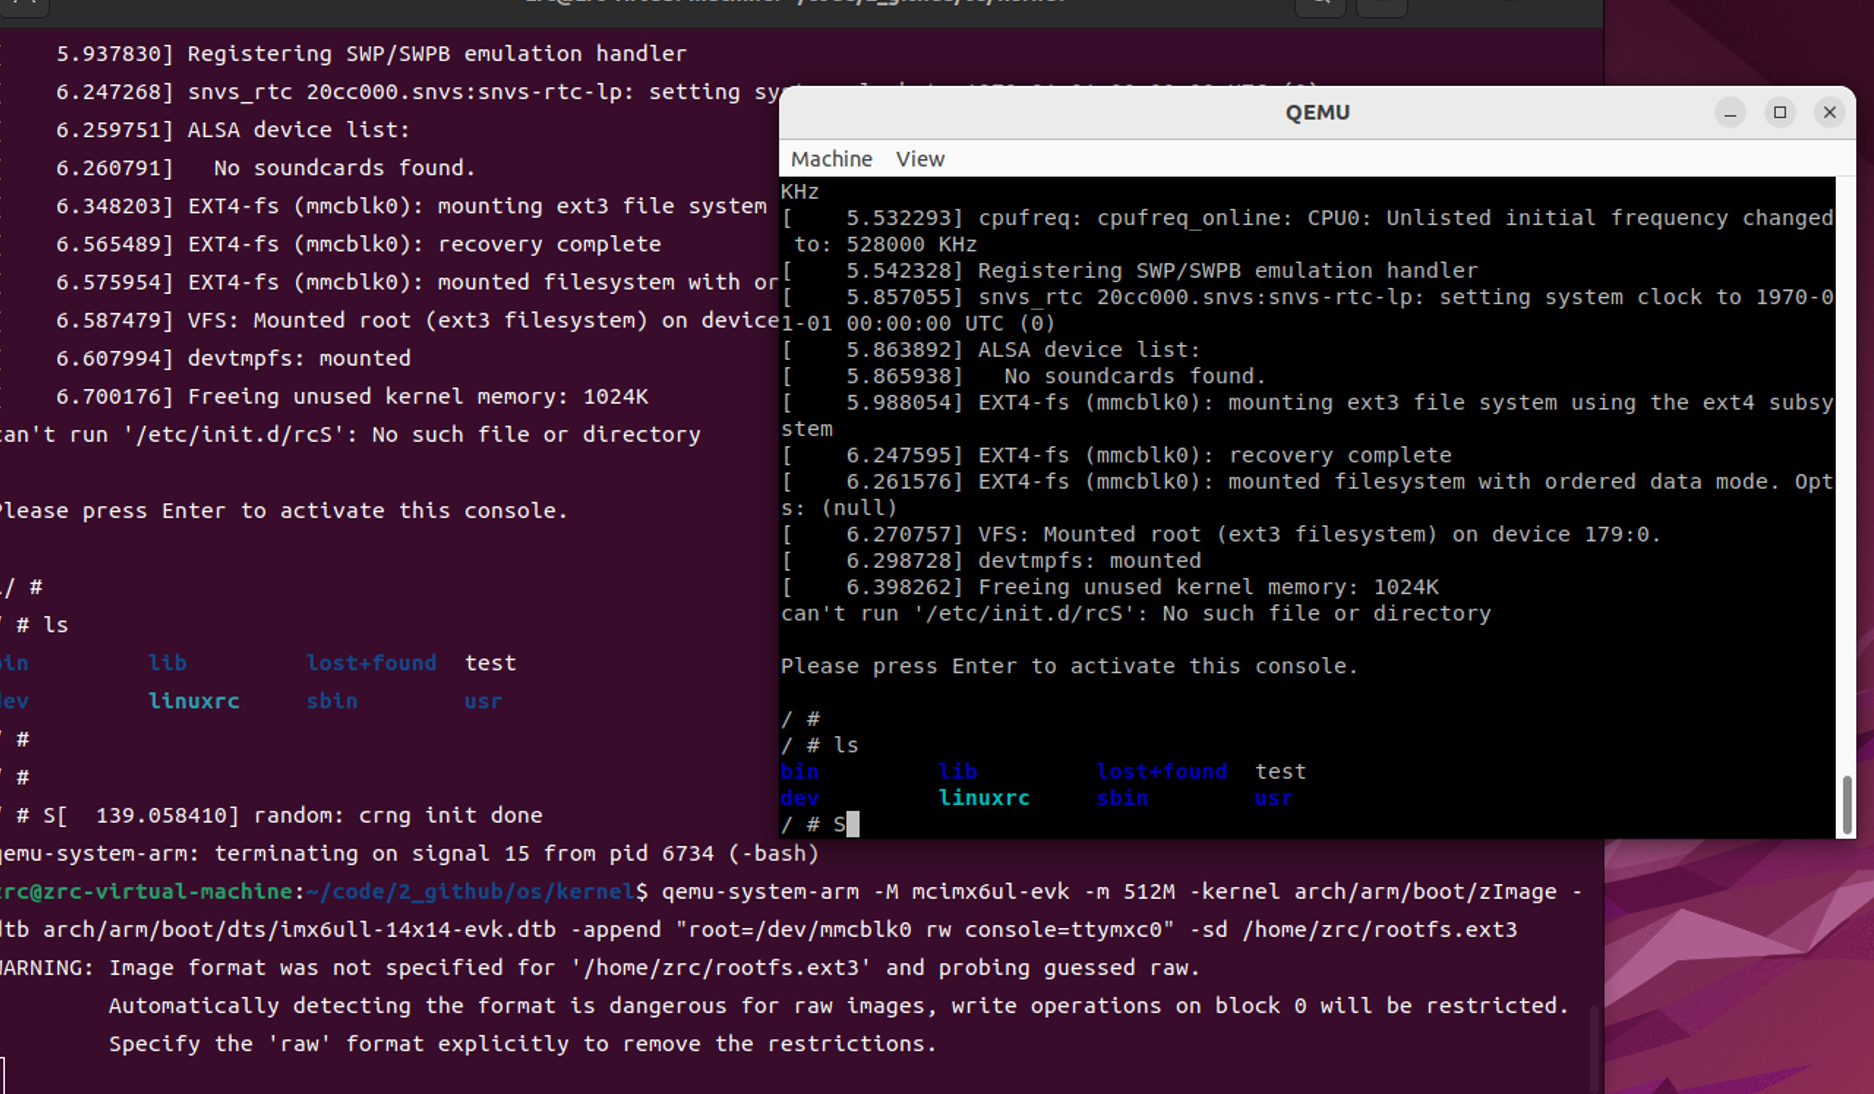 5.937830] Registering SWP/SWPB emulation handler
6.247268] snvs_rtc 20cc000.snvs:snvs-rtc-lp: setting
6.259751] ALSA device list:
6.260791]   No soundcards found.
6.348203] EXT4-fs (mmcblk0): mounting ext3 file system
6.565489] EXT4-fs (mmcblk0): recovery complete
6.575954] EXT4-fs (mmcblk0): mounted filesystem with or
6.587479] VFS: Mounted root (ext3 filesystem) on device
6.607994] devtmpfs: mounted
6.700176] Freeing unused kernel memory: 1024K
can't run '/etc/init.d/rcS': No such file or directory
Please press Enter to activate this console.
/ #
/ # ls
bin         lib         lost+found  test
dev         linuxrc     sbin        usr
/ #
/ #
/ # S[  139.058410] random: crng init done
qemu-system-arm: terminating on signal 15 from pid 6734 (-bash)
zrc@zrc-virtual-machine:~/code/2_github/os/kernel$ qemu-system-arm -M mcimx6ul-evk -m 512M -kernel arch/arm/boot/zImage -
dtb arch/arm/boot/dts/imx6ull-14x14-evk.dtb -append "root=/dev/mmcblk0 rw console=ttymxc0" -sd /home/zrc/rootfs.ext3
WARNING: Image format was not specified for '/home/zrc/rootfs.ext3' and probing guessed raw.
Automatically detecting the format is dangerous for raw images, write operations on block 0 will be restricted.
Specify the 'raw' format explicitly to remove the restrictions.
QEMU
Machine View
KHz
[    5.532293] cpufreq: cpufreq_online: CPU0: Unlisted initial frequency changed
to: 528000 KHz
[    5.542328] Registering SWP/SWPB emulation handler
[    5.857055] snvs_rtc 20cc000.snvs:snvs-rtc-lp: setting system clock to 1970-0
1-01 00:00:00 UTC (0)
[    5.863892] ALSA device list:
[    5.865938]   No soundcards found.
[    5.988054] EXT4-fs (mmcblk0): mounting ext3 file system using the ext4 subsy
stem
[    6.247595] EXT4-fs (mmcblk0): recovery complete
[    6.261576] EXT4-fs (mmcblk0): mounted filesystem with ordered data mode. Opt
s: (null)
[    6.270757] VFS: Mounted root (ext3 filesystem) on device 179:0.
[    6.298728] devtmpfs: mounted
[    6.398262] Freeing unused kernel memory: 1024K
can't run '/etc/init.d/rcS': No such file or directory
Please press Enter to activate this console.
/ #
/ # ls
bin         lib         lost+found  test
dev         linuxrc     sbin        usr
/ # S